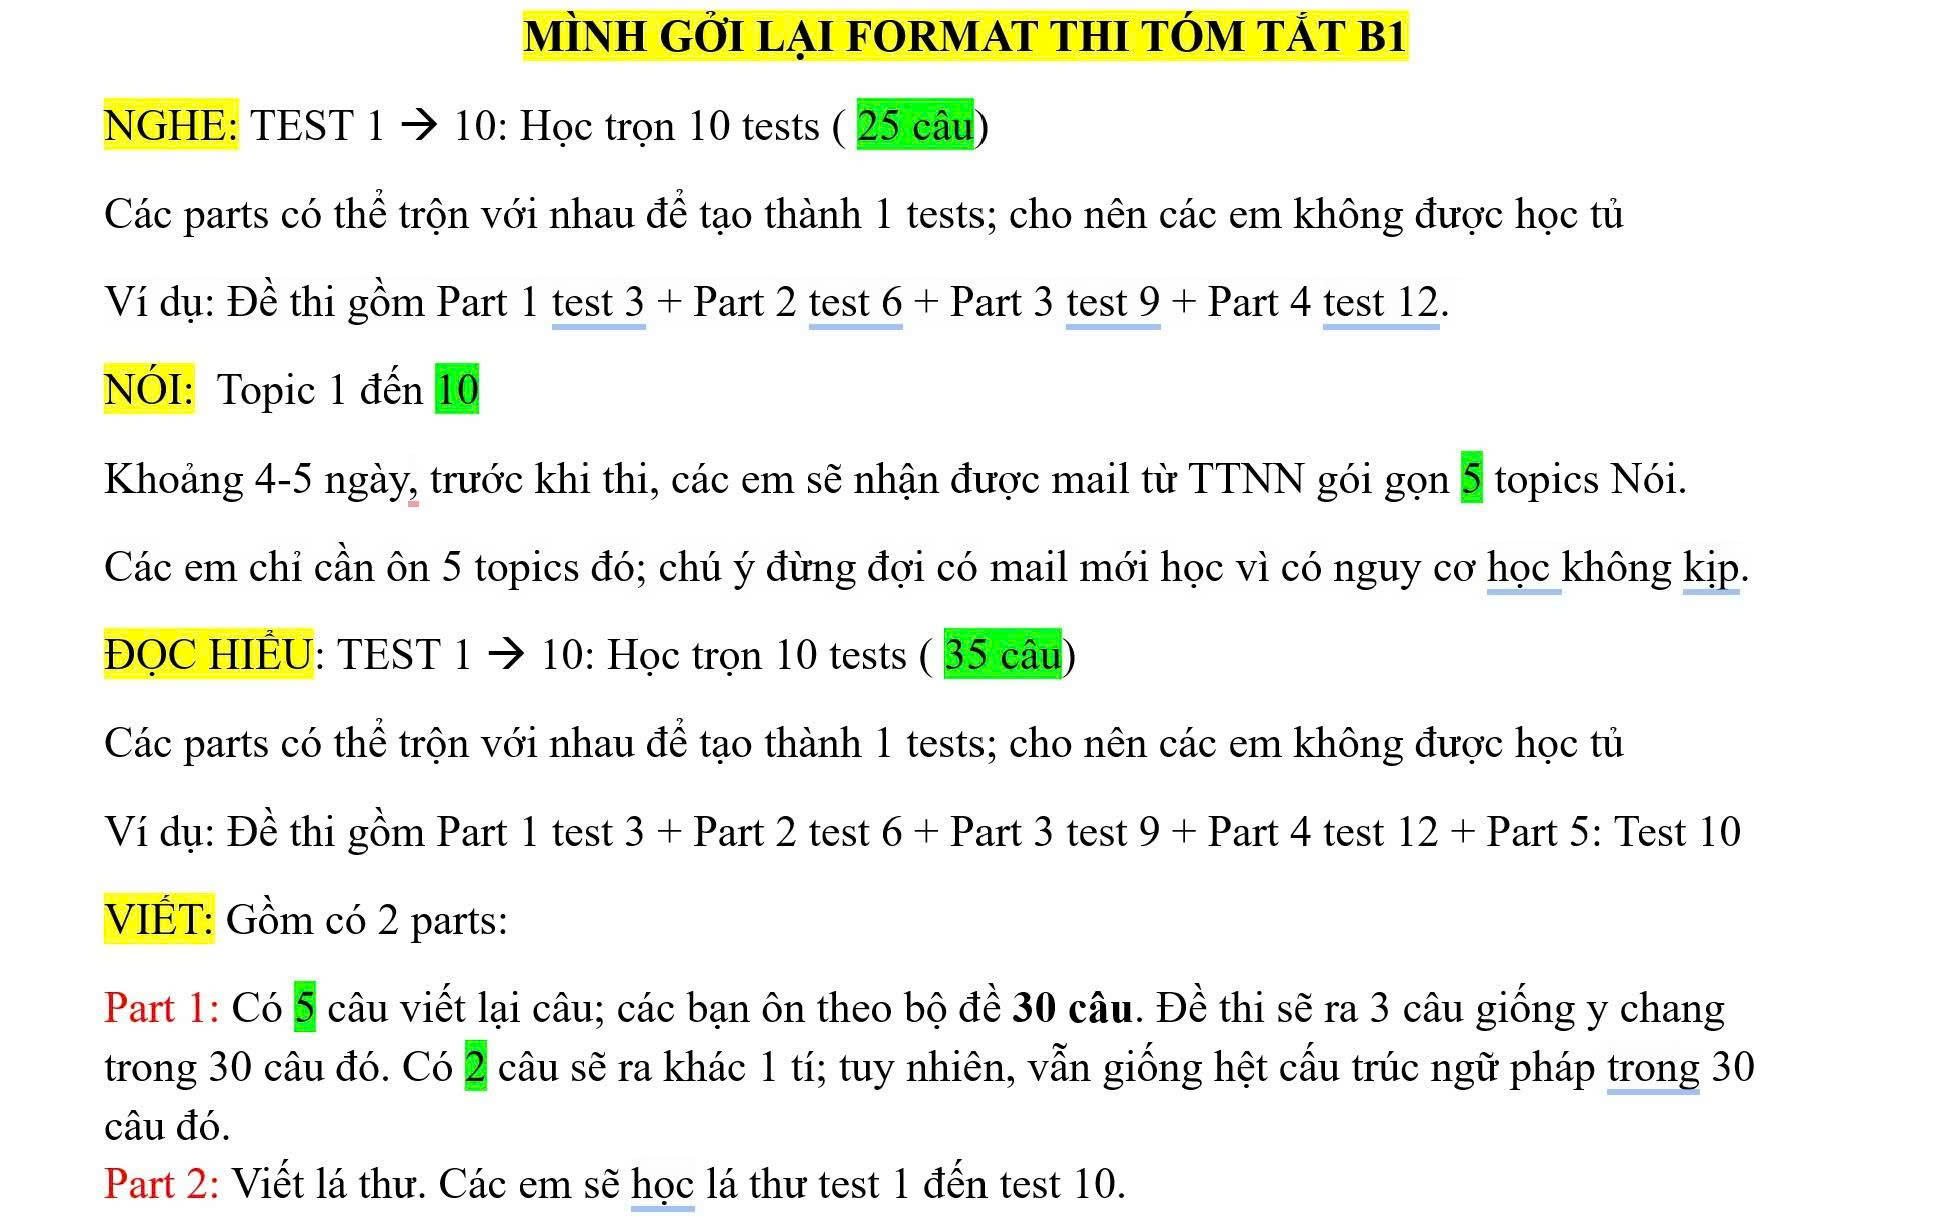 MÌNH GỞI LẠI FORMAT THI TÓM TẮT B1
NGHE: TEST 1 → 10: Học trọn 10 tests ( 25 câu)
Các parts có thể trộn với nhau để tạo thành 1 tests; cho nên các em không được học tủ
Ví dụ: Đề thi gồm Part 1 test 3 + Part 2 test 6 + Part 3 test 9 + Part 4 test 12.
NÓI: Topic 1 đến 10
Khoảng 4-5 ngày, trước khi thi, các em sẽ nhận được mail từ TTNN gói gọn 5 topics Nói.
Các em chỉ cần ôn 5 topics đó; chú ý đừng đợi có mail mới học vì có nguy cơ học không kịp.
ĐỌC HIỂU: TEST 1 → 10: Học trọn 10 tests ( 35 câu)
Các parts có thể trộn với nhau để tạo thành 1 tests; cho nên các em không được học tủ
Ví dụ: Đề thi gồm Part 1 test 3 + Part 2 test 6 + Part 3 test 9 + Part 4 test 12 + Part 5: Test 10
VIẾT: Gồm có 2 parts:
Part 1: Có 5 câu viết lại câu; các bạn ôn theo bộ đề 30 câu. Đề thi sẽ ra 3 câu giống y chang
trong 30 câu đó. Có 2 câu sẽ ra khác 1 tí; tuy nhiên, vẫn giống hệt cấu trúc ngữ pháp trong 30
câu đó.
Part 2: Viết lá thư. Các em sẽ học lá thư test 1 đến test 10.